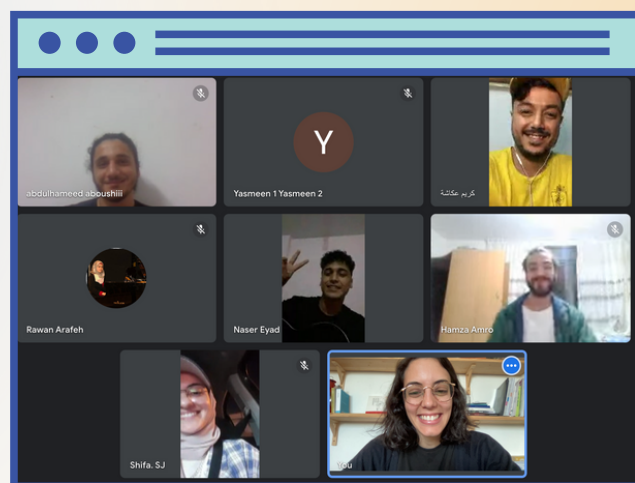 abdulhameed aboushiii
Y
Yasmeen 1 Yasmeen 2
كريم عكاشة
Rawan Arafeh
Naser Eyad
Hamza Amro
Shifa. SJ
You